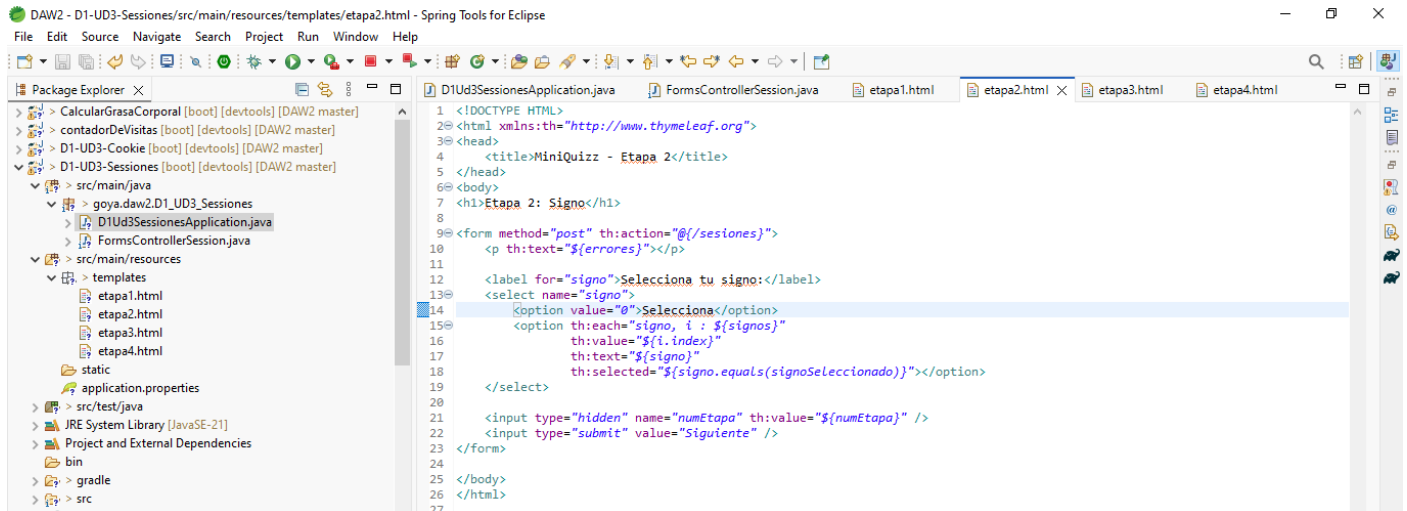 DAW2 - D1-UD3-Sessiones/src/main/resources/templates/etapa2.html - Spring Tools for Eclipse
File Edit Source Navigate Search Project Run Window Help
Package Explorer
> CalcularGrasaCorporal [boot] [devtools] [DAW2 master]
> contadorDeVisitas [boot] [devtools] [DAW2 master]
> D1-UD3-Cookie [boot] [devtools] [DAW2 master]
> D1-UD3-Sessiones [boot] [devtools] [DAW2 master]
> src/main/java
> goya.daw2.D1_UD3_Sessiones
D1Ud3SesionesApplication.java
FormsControllerSession.java
> src/main/resources
> templates
etapa1.html
etapa2.html
etapa3.html
etapa4.html
static
application.properties
> src/test/java
JRE System Library [JavaSE-21]
Project and External Dependencies
bin
> gradle
> src
D1Ud3SesionesApplication.java FormsControllerSession.java etapa1.html etapa2.html etapa3.html etapa4.html
1 <!DOCTYPE HTML>
2 <html xmlns:th="http://www.thymeleaf.org">
3 <head>
4 <title>MiniQuizz - Etapa 2</title>
5 </head>
6 <body>
7 <h1>Etapa 2: Signo</h1>
8
9 <form method="post" th:action="@{/sesiones}">
10 <p th:text="${errores}"></p>
11
12 <label for="signo">Selecciona tu signo:</label>
13 <select name="signo">
14 <option value="0">Selecciona</option>
15 <option th:each="signo, i : ${signos}"
16 th:value="${i.index}"
17 th:text="${signo}"
18 th:selected="${signo.equals(signoSeleccionado)}"></option>
19 </select>
20
21 <input type="hidden" name="numEtapa" th:value="${numEtapa}" />
22 <input type="submit" value="Siguiente" />
23 </form>
24
25 </body>
26 </html>
27